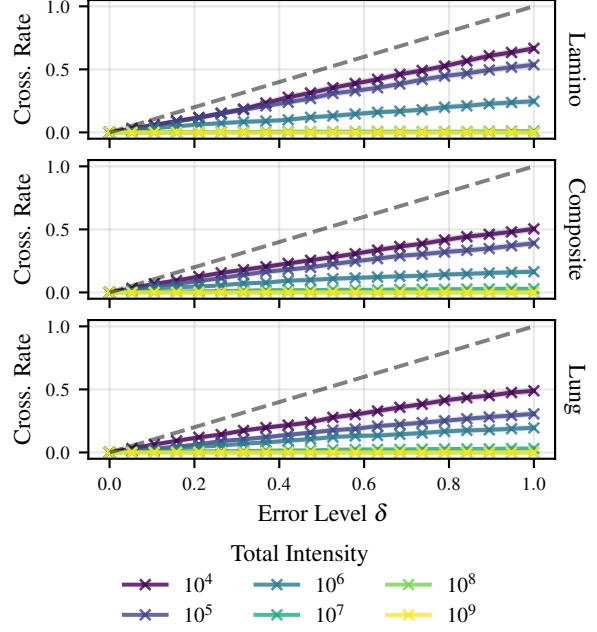 1.0
0.5
0.0
Cross. Rate
Lamino
1.0
0.5
0.0
Cross. Rate
Composite
1.0
0.5
0.0
Cross. Rate
Lung
0.0 0.2 0.4 0.6 0.8 1.0
Error Level δ
Total Intensity
10⁴ 10⁶ 10⁸
10⁵ 10⁷ 10⁹